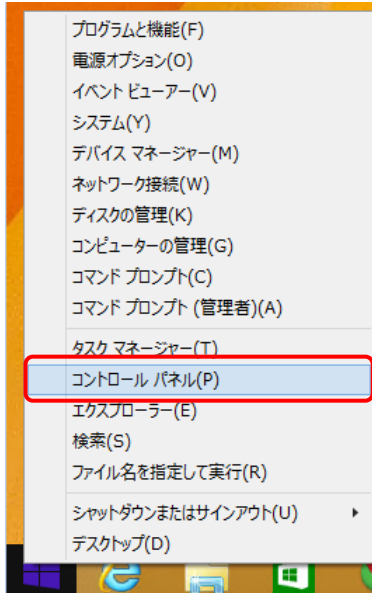 プログラムと機能(F)
電源オプション(O)
イベント ビューアー(V)
システム(Y)
デバイス マネージャー(M)
ネットワーク接続(W)
ディスクの管理(K)
コンピューターの管理(G)
コマンド プロンプト(C)
コマンド プロンプト (管理者)(A)
タスク マネージャー(T)
コントロール パネル(P)
エクスプローラー(E)
検索(S)
ファイル名を指定して実行(R)
シャットダウンまたはサインアウト(U)
デスクトップ(D)